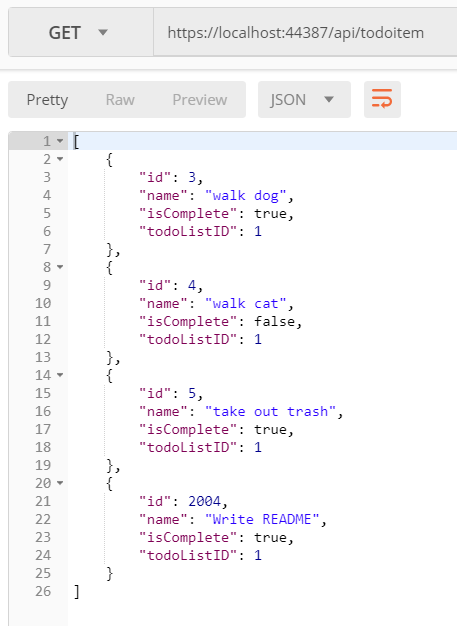 GET https://localhost:44387/api/todoitem
Pretty Raw Preview JSON
1 [
2 {
3 "id": 3,
4 "name": "walk dog",
5 "isComplete": true,
6 "todoListID": 1
7 },
8 {
9 "id": 4,
10 "name": "walk cat",
11 "isComplete": false,
12 "todoListID": 1
13 },
14 {
15 "id": 5,
16 "name": "take out trash",
17 "isComplete": true,
18 "todoListID": 1
19 },
20 {
21 "id": 2004,
22 "name": "Write README",
23 "isComplete": true,
24 "todoListID": 1
25 }
26 ]